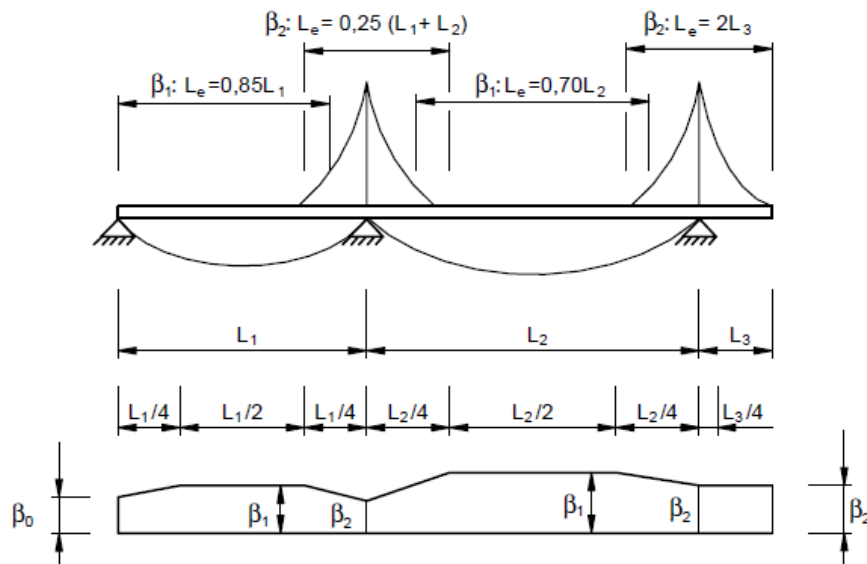 β₂: Lₑ= 0,25 (L₁+ L₂)
β₂: Lₑ= 2L₃
β₁: Lₑ=0,85L₁
β₁: Lₑ=0,70L₂
L₁
L₂
L₃
L₁/4
L₁/2
L₁/4
L₂/4
L₂/2
L₂/4
L₃/4
β₀
β₁
β₂
β₁
β₂
β₂